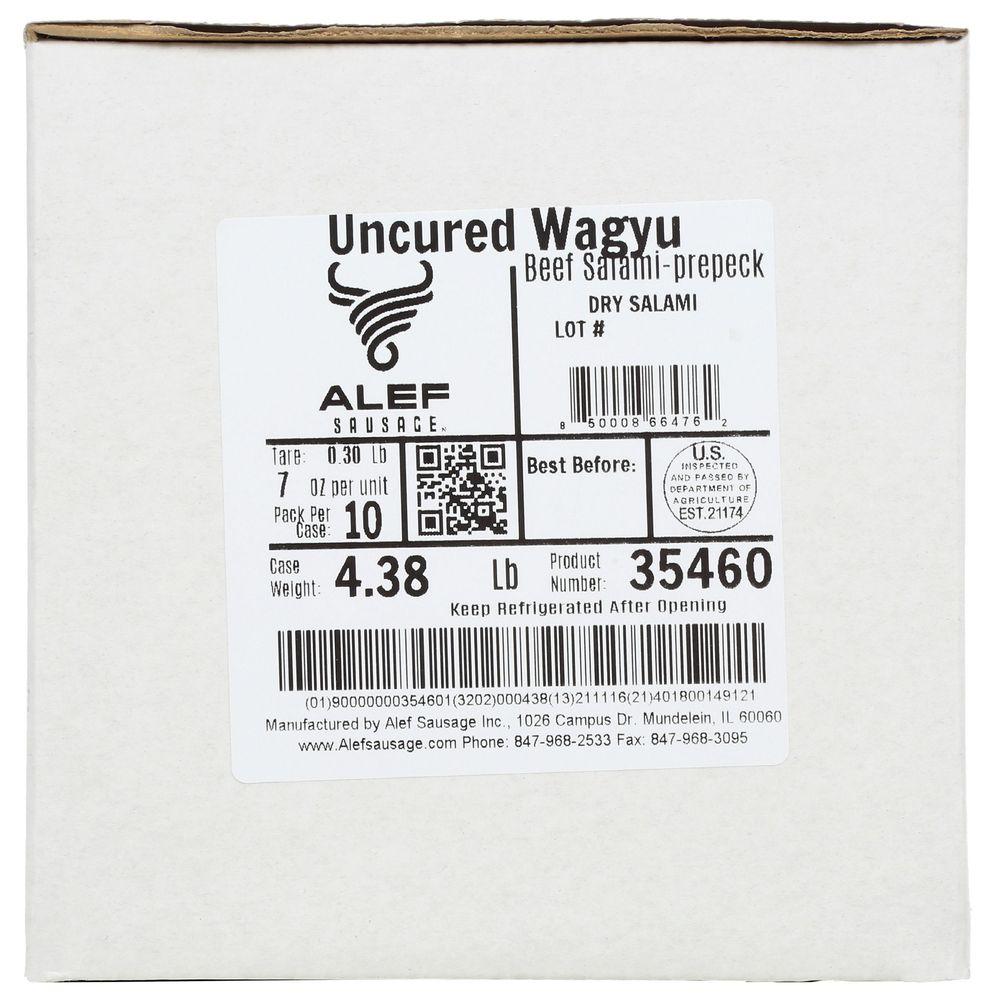 Uncured Wagyu
Beef Salami-prepeck
DRY SALAMI
LOT #
ALEF
SAUSAGE
8 50008 66476 2
Tare: 0.30 Lb
7 oz per unit
Pack Per
Case: 10
Best Before:
U.S.
INSPECTED
AND PASSED BY
DEPARTMENT OF
AGRICULTURE
EST.21174
Case
Weight: 4.38 Lb
Product
Number: 35460
Keep Refrigerated After Opening
(01)90000000354601(3202)000438(13)211116(21)401800149121
Manufactured by Alef Sausage Inc., 1026 Campus Dr. Mundelein, IL 60060
www.Alefsausage.com Phone: 847-968-2533 Fax: 847-968-3095